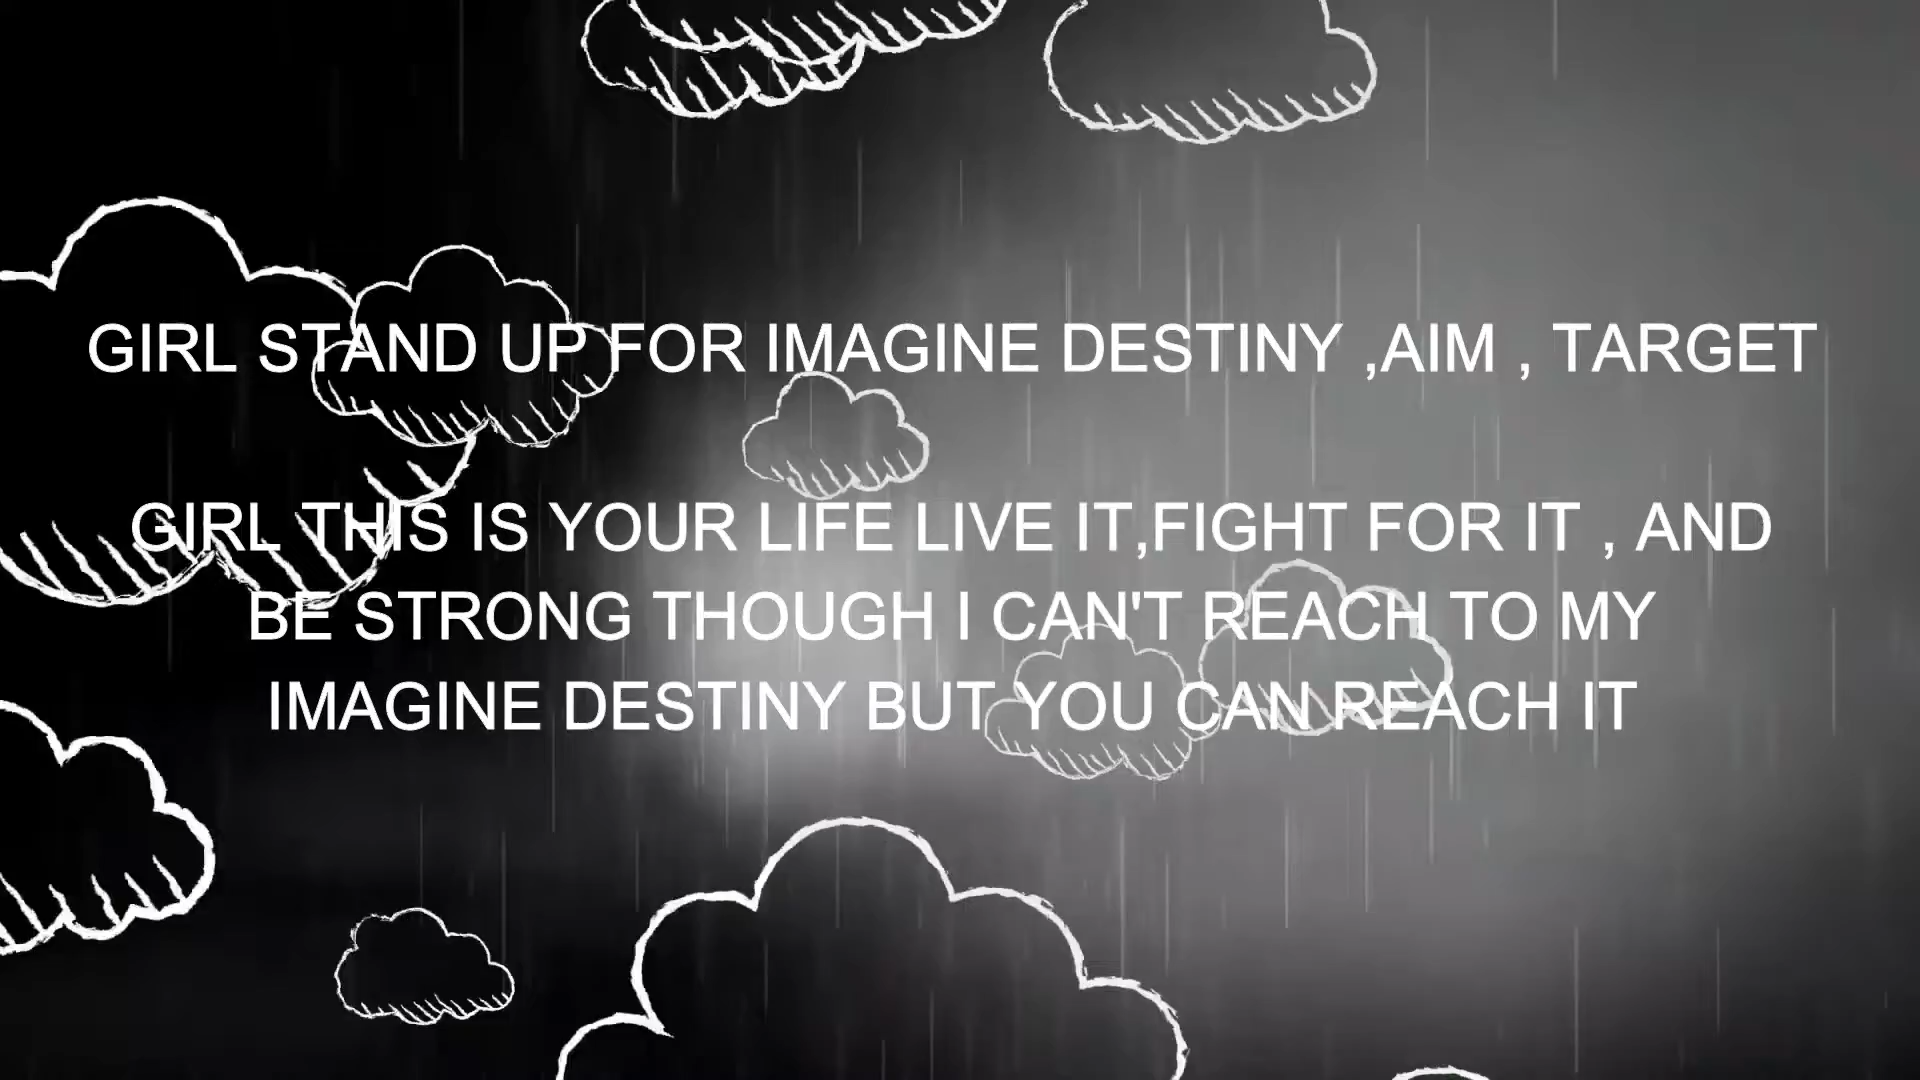 GIRL STAND UP FOR IMAGINE DESTINY ,AIM , TARGET
GIRL THIS IS YOUR LIFE LIVE IT,FIGHT FOR IT , AND
BE STRONG THOUGH I CAN'T REACH TO MY
IMAGINE DESTINY BUT YOU CAN REACH IT